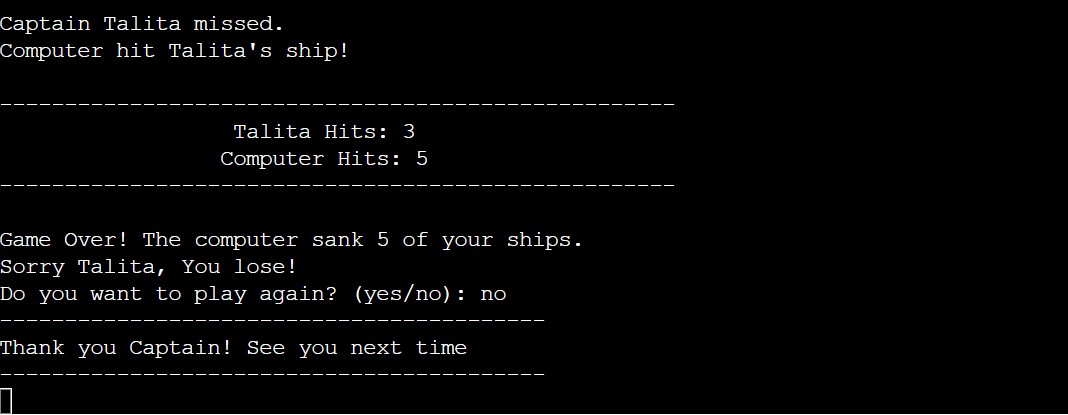 Captain Talita missed.
Computer hit Talita's ship!
----------------------------------------------------
Talita Hits: 3
Computer Hits: 5
----------------------------------------------------
Game Over! The computer sank 5 of your ships.
Sorry Talita, You lose!
Do you want to play again? (yes/no): no
------------------------------------------
Thank you Captain! See you next time
------------------------------------------